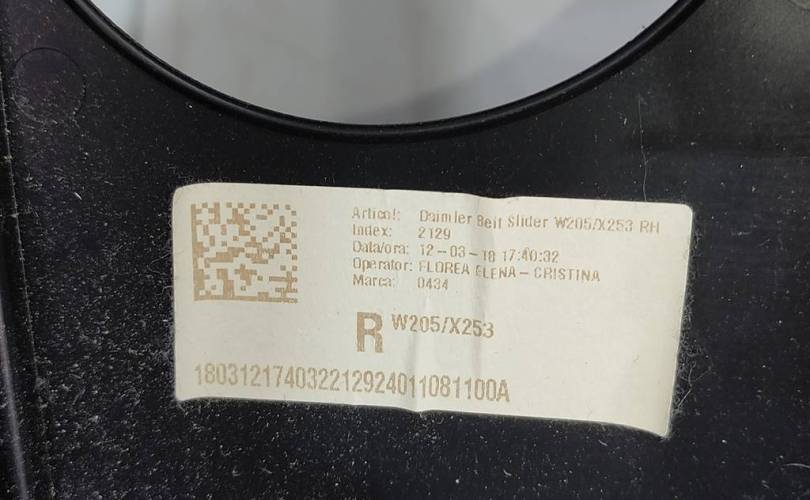 Articol: Daimler Belt Slider W205/X253 RH
Index: 2129
Data/ora: 12-03-18 17:40:32
Operator: FLOREA ELENA-CRISTINA
Marca: 0434
R W205/X253
180312174032212924011081100A